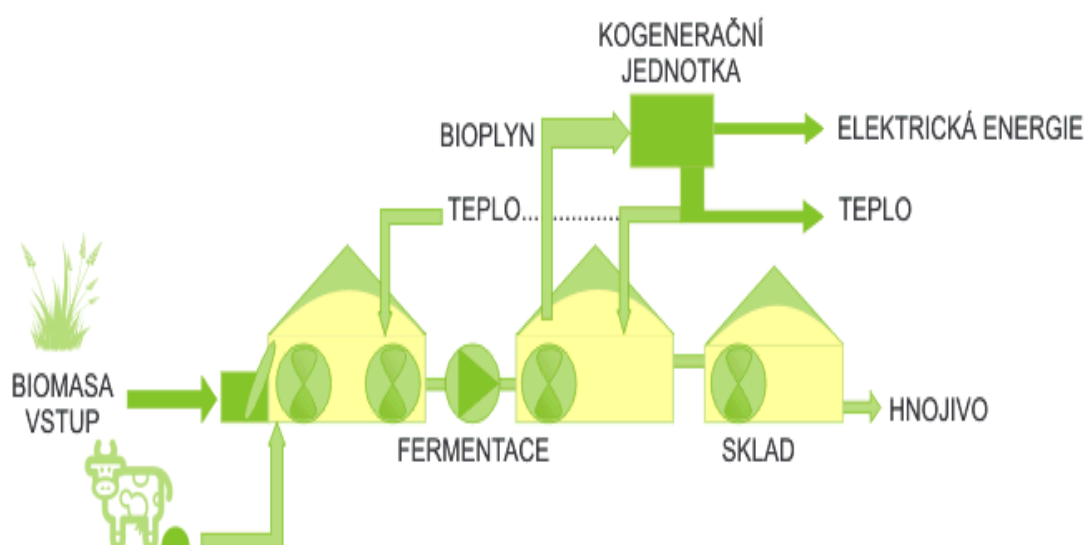 KOGENERAČNÍ
JEDNOTKA
BIOPLYN
ELEKTRICKÁ ENERGIE
TEPLO...............
TEPLO
BIOMASA
VSTUP
HNOJIVO
FERMENTACE
SKLAD